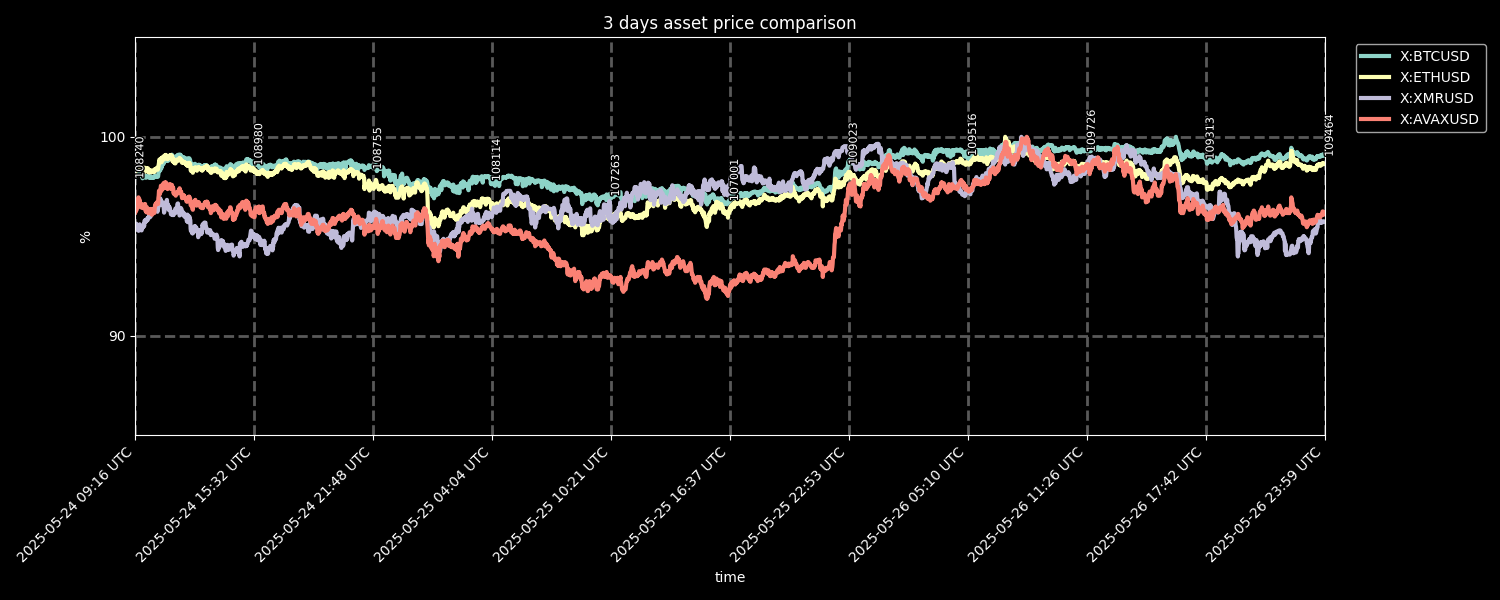 3 days asset price comparison
X:BTCUSD
X:ETHUSD
X:XMRUSD
X:AVAXUSD
100
90
%
108240
108980
108755
108114
107263
107001
109023
109516
109726
109313
109464
2025-05-24 09:16 UTC
2025-05-24 15:32 UTC
2025-05-24 21:48 UTC
2025-05-25 04:04 UTC
2025-05-25 10:21 UTC
2025-05-25 16:37 UTC
2025-05-25 22:53 UTC
2025-05-26 05:10 UTC
2025-05-26 11:26 UTC
2025-05-26 17:42 UTC
2025-05-26 23:59 UTC
time